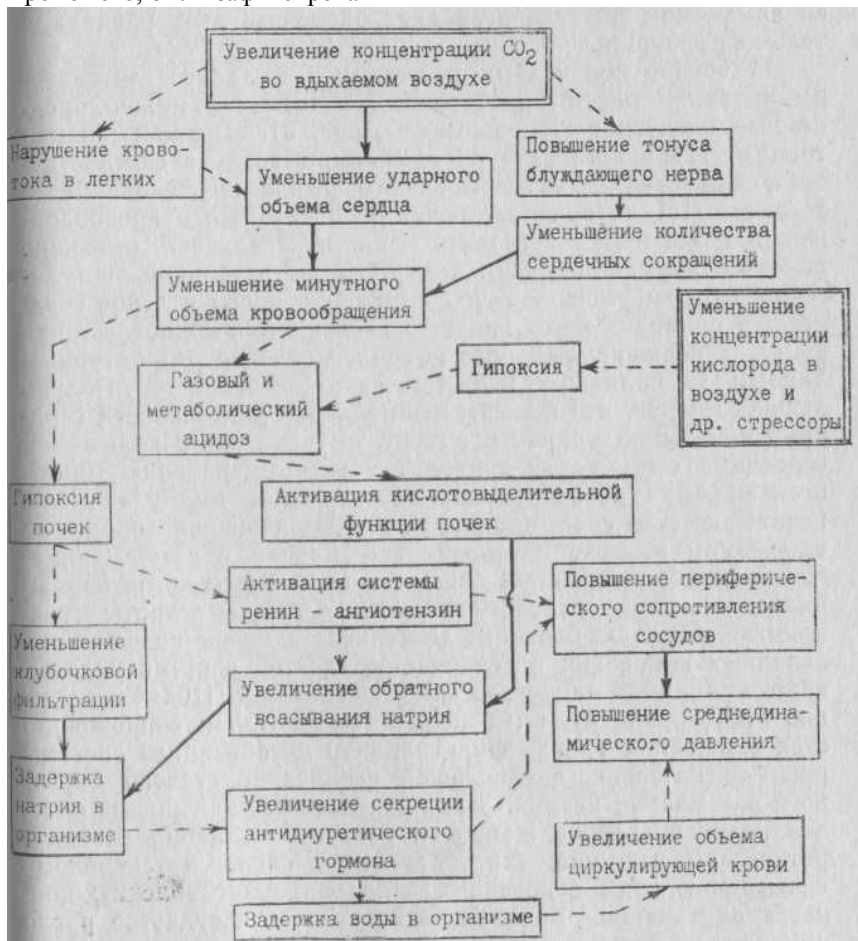 Увеличение концентрации CO2
во вдыхаемом воздухе
Нарушение крово-
тока в легких
Уменьшение ударного
объема сердца
Повышение тонуса
блуждающего нерва
Уменьшение количества
сердечных сокращений
Уменьшение минутного
объема кровообращения
Уменьшение
концентрации
кислорода в
воздухе и
др. стрессоры
Гипоксия
Газовый и
метаболический
ацидоз
Гипоксия
почек
Активация кислотовыделительной
функции почек
Активация системы
ренин - ангиотензин
Повышение перифериче-
ского сопротивления
сосудов
Уменьшение
клубочковой
фильтрации
Увеличение обратного
всасывания натрия
Повышение среднединa-
мического давления
Задержка
натрия в
организме
Увеличение секреции
антидиуретического
гормона
Увеличение объема
циркулирующей крови
Задержка воды в организме